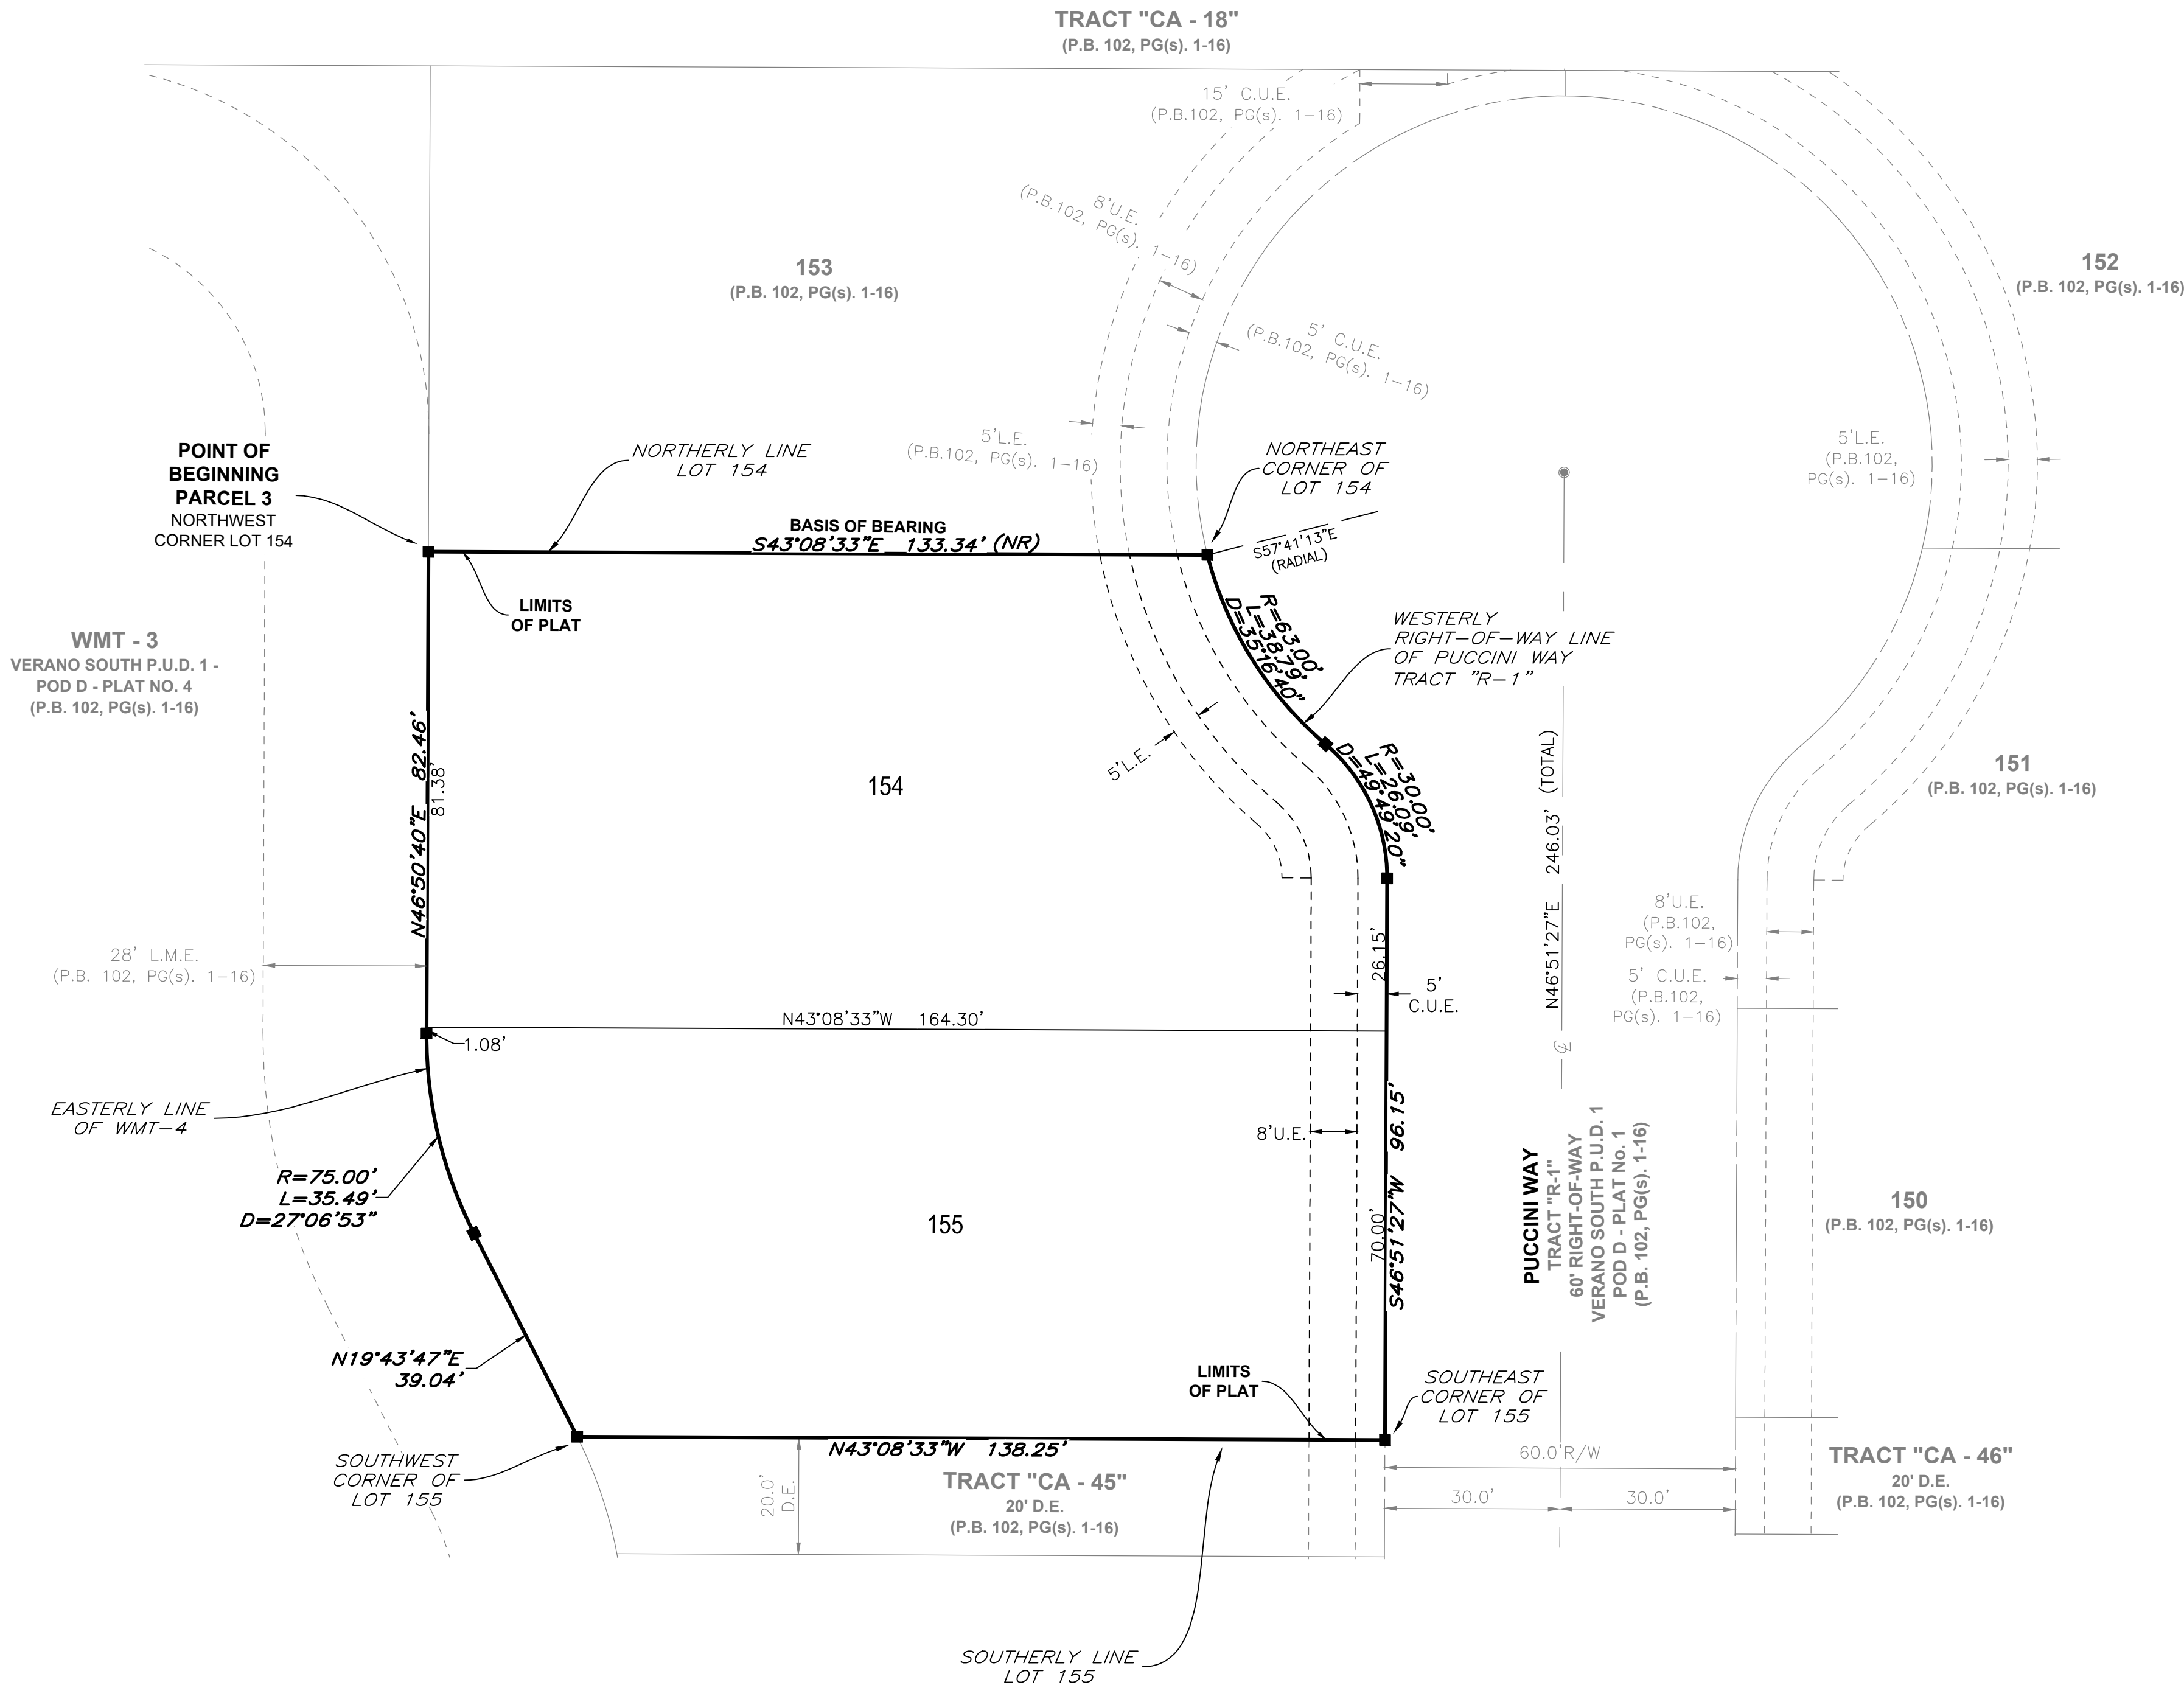 TRACT "CA - 18"
(P.B. 102, PG(s). 1-16)
15' C.U.E.
(P.B.102, PG(s). 1-16)
8'U.E.
(P.B.102, PG(s). 1-16)
153
(P.B. 102, PG(s). 1-16)
152
(P.B. 102, PG(s). 1-16)
5' C.U.E.
(P.B.102, PG(s). 1-16)
5'L.E.
(P.B.102, PG(s). 1-16)
5'L.E.
(P.B.102,
PG(s). 1-16)
POINT OF
BEGINNING
PARCEL 3
NORTHWEST
CORNER LOT 154
NORTHERLY LINE
LOT 154
NORTHEAST
CORNER OF
LOT 154
BASIS OF BEARING
S43°08'33"E 133.34' (NR)
S57°41'13"E
(RADIAL)
LIMITS
OF PLAT
R=63.00'
L=38.79'
D=35°16'40"
WESTERLY
RIGHT-OF-WAY LINE
OF PUCCINI WAY
TRACT "R-1"
WMT - 3
VERANO SOUTH P.U.D. 1 -
POD D - PLAT NO. 4
(P.B. 102, PG(s). 1-16)
N46°50'40"E 82.46'
81.38'
154
5'L.E.
R=30.00'
L=26.09'
D=49°49'20"
N46°51'27"E 246.03' (TOTAL)
151
(P.B. 102, PG(s). 1-16)
8'U.E.
(P.B.102,
PG(s). 1-16)
28' L.M.E.
(P.B. 102, PG(s). 1-16)
26.15'
5'
C.U.E.
5' C.U.E.
(P.B.102,
PG(s). 1-16)
N43°08'33"W 164.30'
1.08'
EASTERLY LINE
OF WMT-4
8'U.E.
S46°51'27"W 96.15'
70.00'
R=75.00'
L=35.49'
D=27°06'53"
155
PUCCINI WAY
TRACT "R-1"
60' RIGHT-OF-WAY
VERANO SOUTH P.U.D. 1
POD D - PLAT No. 1
(P.B. 102, PG(s). 1-16)
150
(P.B. 102, PG(s). 1-16)
N19°43'47"E
39.04'
LIMITS
OF PLAT
SOUTHEAST
CORNER OF
LOT 155
N43°08'33"W 138.25'
SOUTHWEST
CORNER OF
LOT 155
20.0'
D.E.
TRACT "CA - 45"
20' D.E.
(P.B. 102, PG(s). 1-16)
60.0'R/W
30.0'
30.0'
TRACT "CA - 46"
20' D.E.
(P.B. 102, PG(s). 1-16)
SOUTHERLY LINE
LOT 155